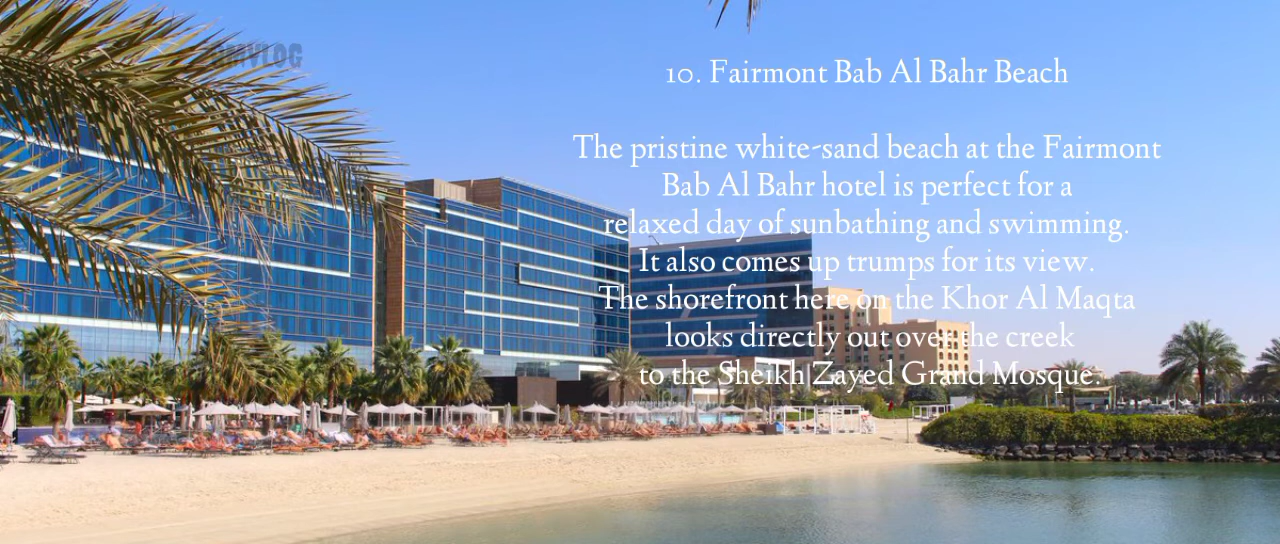 10. Fairmont Bab Al Bahr Beach
The pristine white-sand beach at the Fairmont
Bab Al Bahr hotel is perfect for a
relaxed day of sunbathing and swimming.
It also comes up trumps for its view.
The shorefront here on the Khor Al Maqta
looks directly out over the creek
to the Sheikh Zayed Grand Mosque.